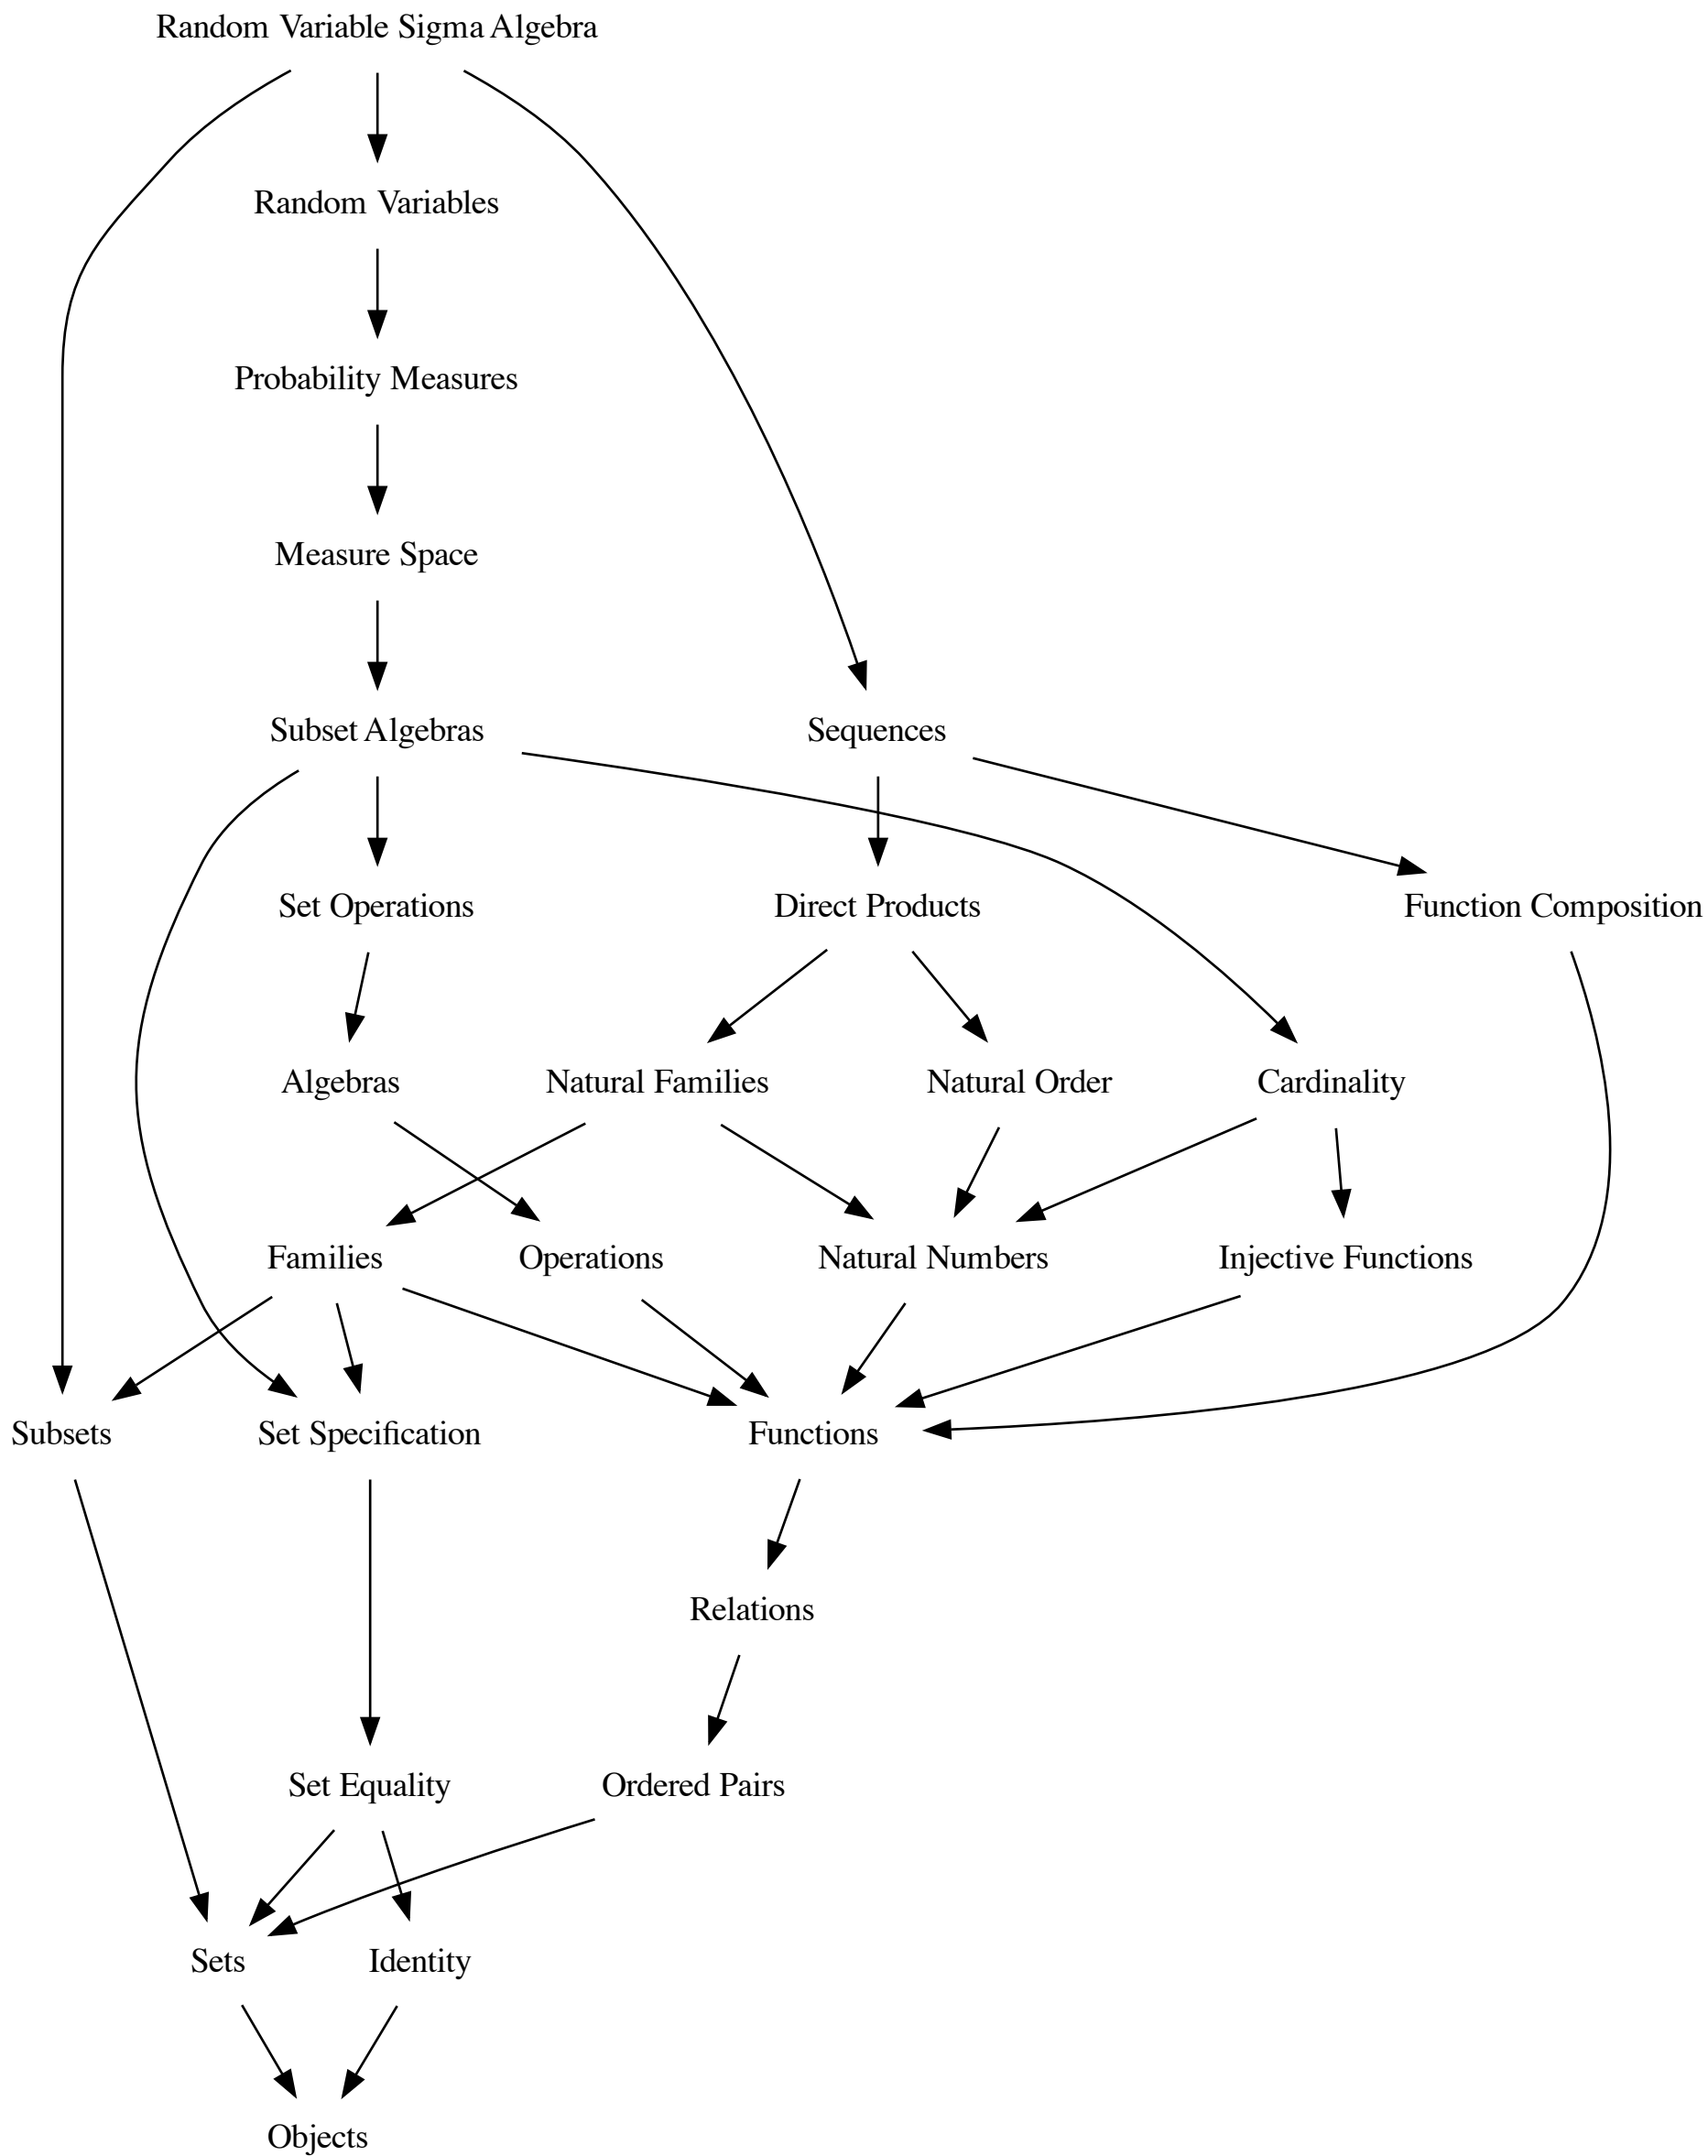 Random Variable Sigma Algebra
Random Variables
Probability Measures
Measure Space
Subset Algebras
Sequences
Set Operations
Direct Products
Function Composition
Algebras
Natural Families
Natural Order
Cardinality
Families
Operations
Natural Numbers
Injective Functions
Subsets
Set Specification
Functions
Relations
Set Equality
Ordered Pairs
Sets
Identity
Objects